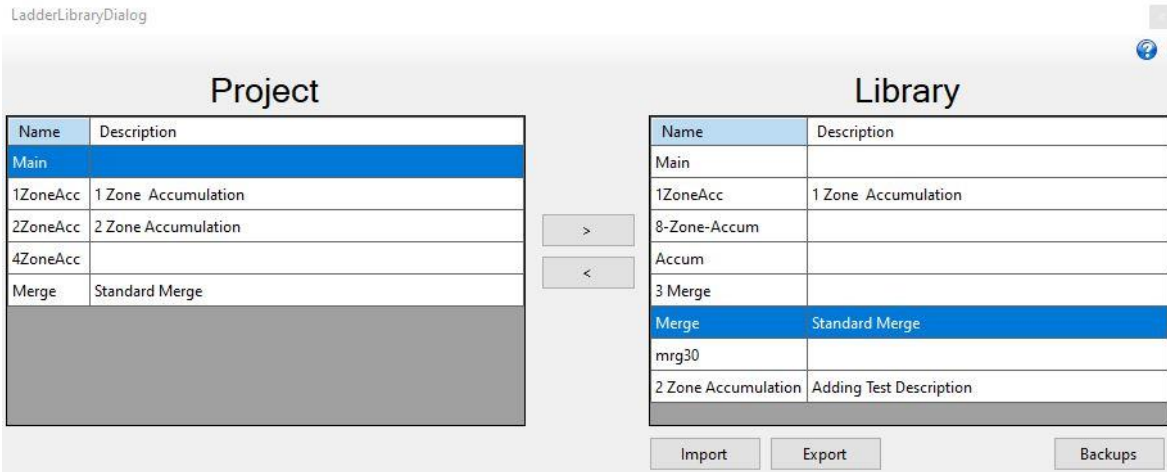 LadderLibraryDialog
Project
Name Description
Main
1ZoneAcc 1 Zone  Accumulation
2ZoneAcc 2 Zone Accumulation
4ZoneAcc
Merge Standard Merge
>
<
Library
Name Description
Main
1ZoneAcc 1 Zone  Accumulation
8-Zone-Accum
Accum
3 Merge
Merge Standard Merge
mrg30
2 Zone Accumulation Adding Test Description
Import Export Backups